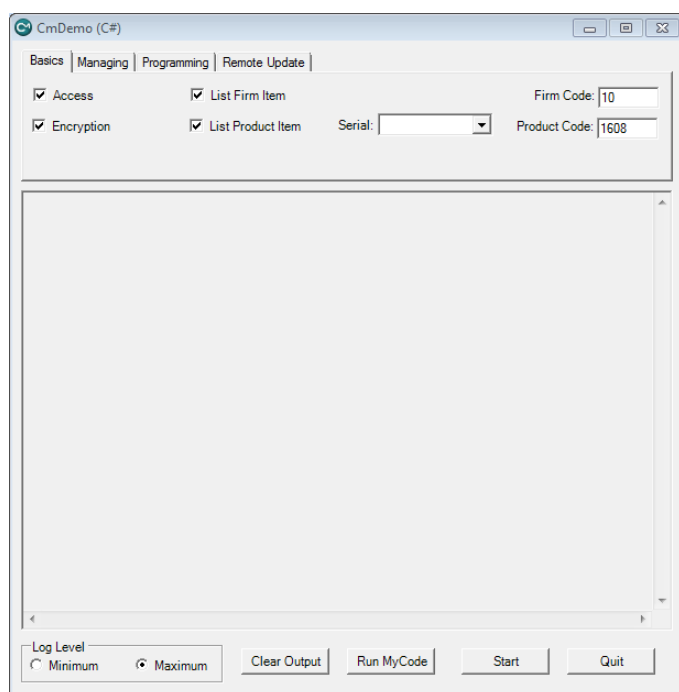 CmDemo (C#)
Basics Managing Programming Remote Update
Access List Firm Item Firm Code: 10
Encryption List Product Item Serial: Product Code: 1608
Log Level
Minimum Maximum Clear Output Run MyCode Start Quit